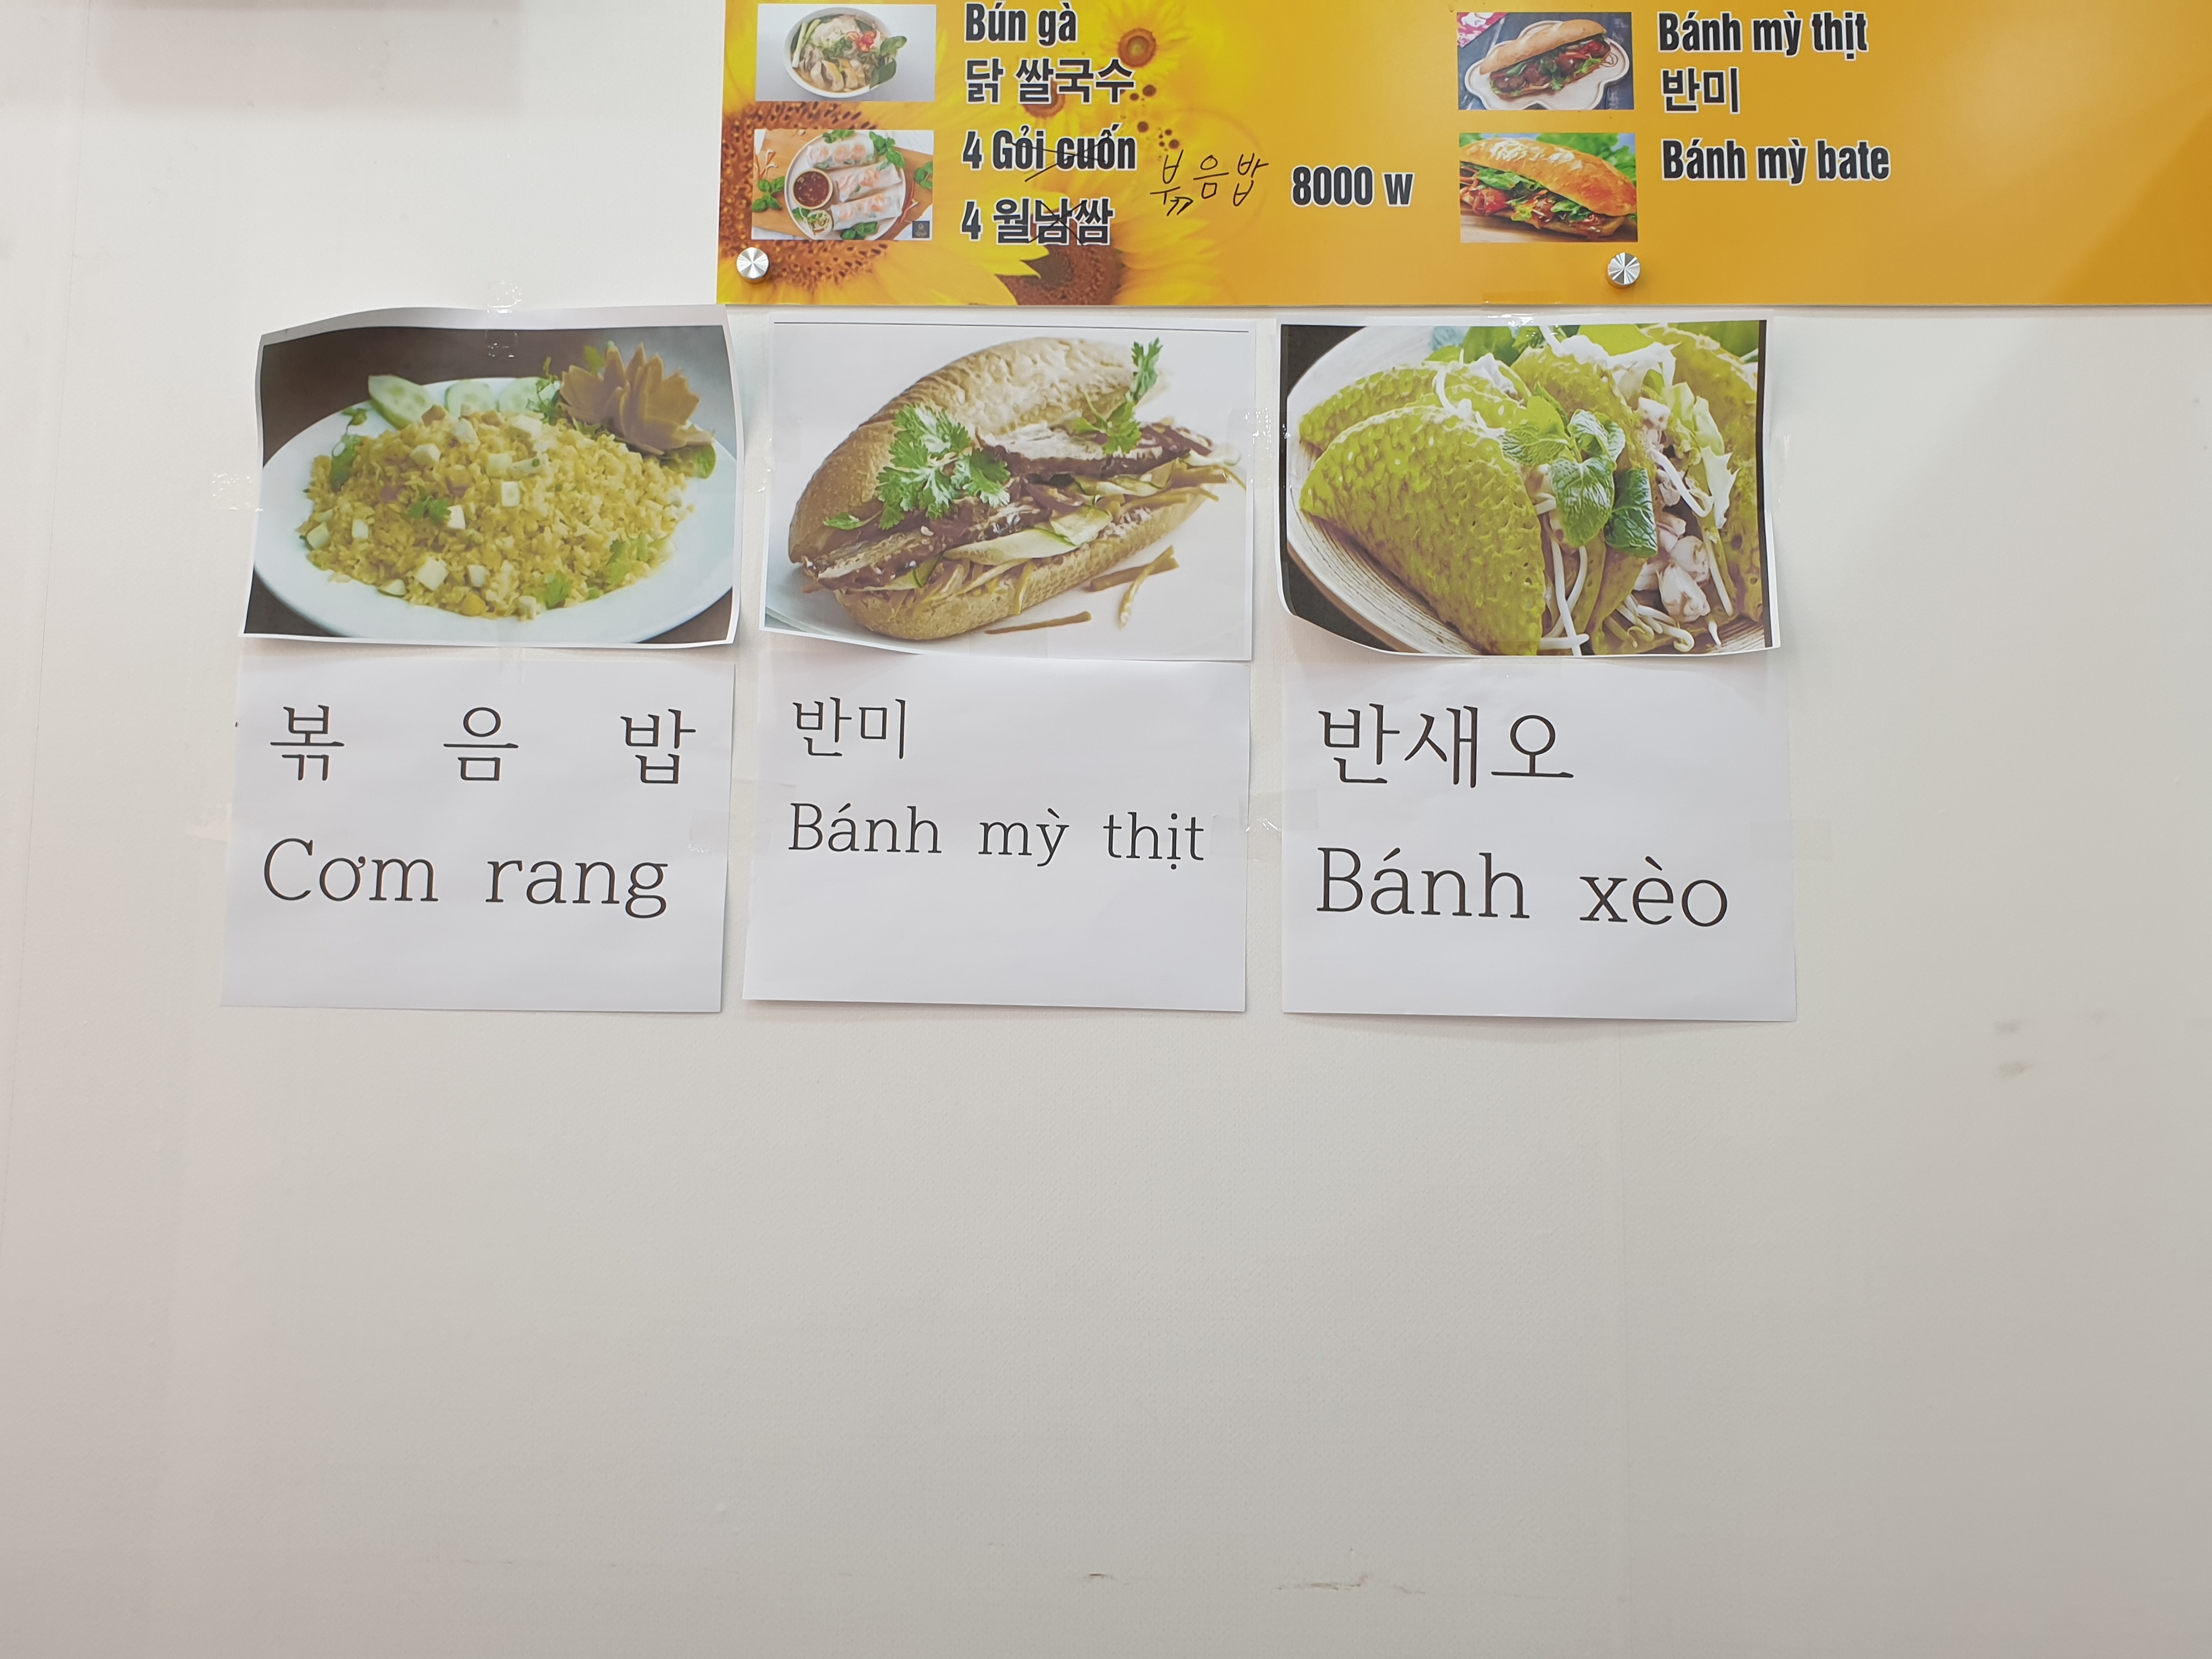 Bún gà
닭 쌀국수
4 Gỏi cuốn
4 월남쌈
볶음밥
8000 w
Bánh mỳ thịt
반미
Bánh mỳ bate
볶 음 밥
Cơm rang
반미
Bánh mỳ thịt
반새오
Bánh xèo